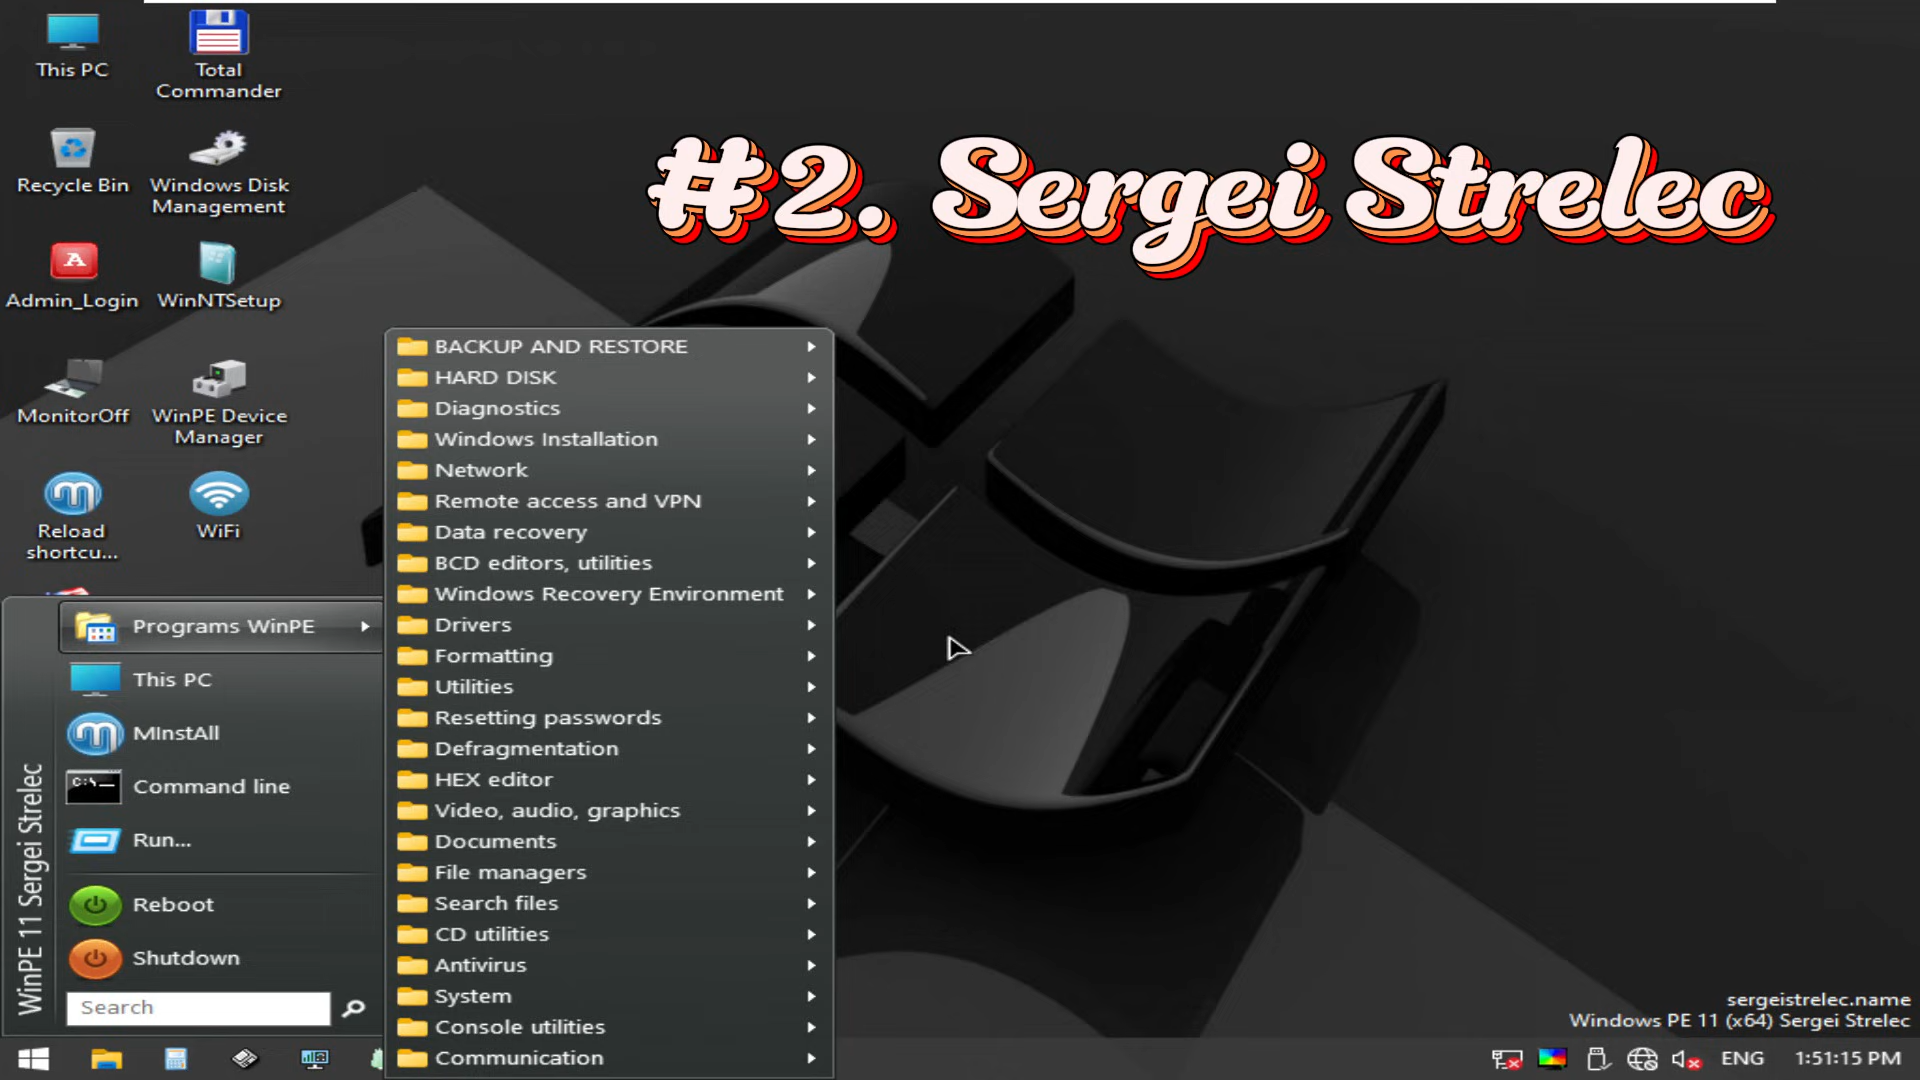 This PC
Total
Commander
#2. Sergei Strelec
Recycle Bin
Windows Disk
Management
Admin_Login
WinNTSetup
MonitorOff
WinPE Device
Manager
Reload
shortcu...
WiFi
BACKUP AND RESTORE
HARD DISK
Diagnostics
Windows Installation
Network
Remote access and VPN
Data recovery
BCD editors, utilities
Windows Recovery Environment
Drivers
Formatting
Utilities
Resetting passwords
Defragmentation
HEX editor
Video, audio, graphics
Documents
File managers
Search files
CD utilities
Antivirus
System
Console utilities
Communication
WinPE 11 Sergei Strelec
Programs WinPE
This PC
MInstAll
C:\
Command line
Run...
Reboot
Shutdown
Search
sergeistrelec.name
Windows PE 11 (x64) Sergei Strelec
ENG
1:51:15 PM